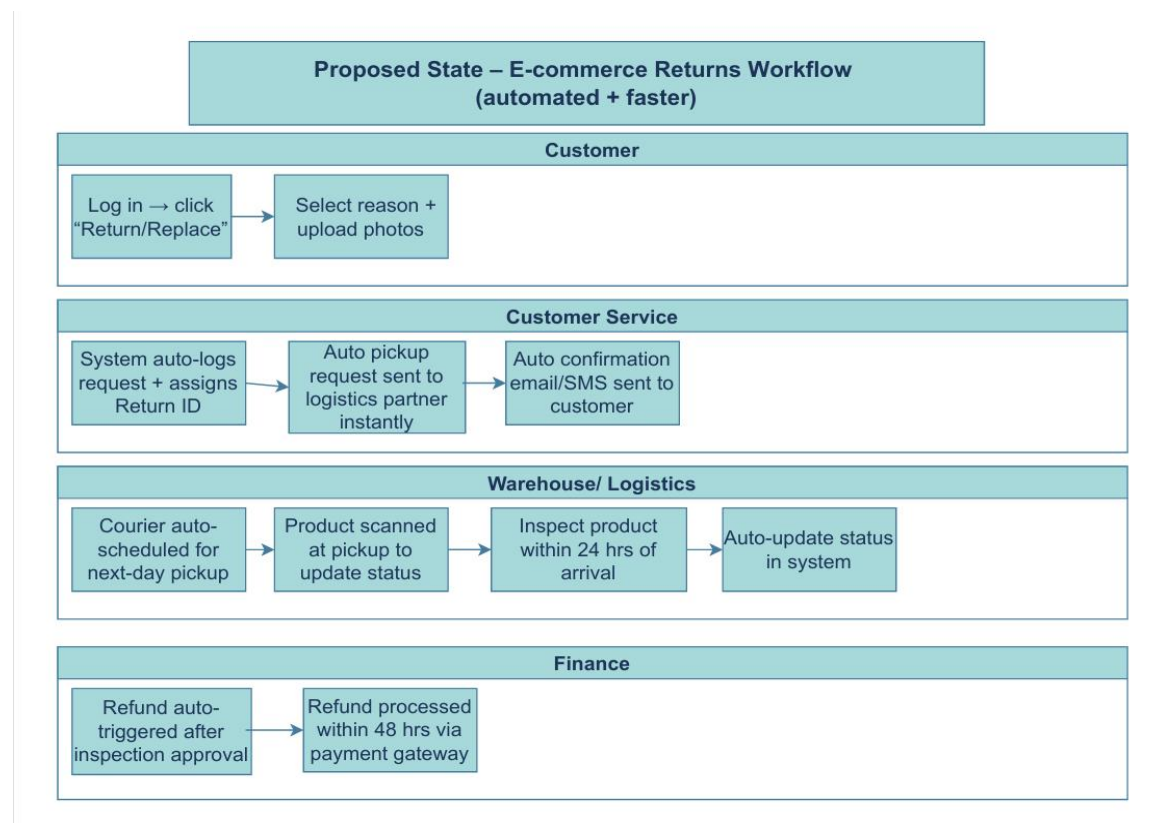 Proposed State – E-commerce Returns Workflow
(automated + faster)
Customer
Log in → click
“Return/Replace”
Select reason +
upload photos
Customer Service
System auto-logs
request + assigns
Return ID
Auto pickup
request sent to
logistics partner
instantly
Auto confirmation
email/SMS sent to
customer
Warehouse/ Logistics
Courier auto-
scheduled for
next-day pickup
Product scanned
at pickup to
update status
Inspect product
within 24 hrs of
arrival
Auto-update status
in system
Finance
Refund auto-
triggered after
inspection approval
Refund processed
within 48 hrs via
payment gateway